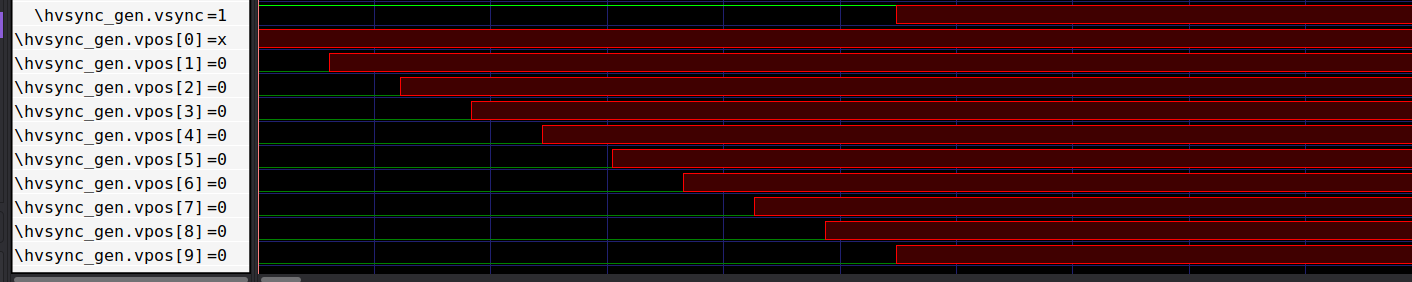 \hvsync_gen.vsync=1
\hvsync_gen.vpos[0]=x
\hvsync_gen.vpos[1]=0
\hvsync_gen.vpos[2]=0
\hvsync_gen.vpos[3]=0
\hvsync_gen.vpos[4]=0
\hvsync_gen.vpos[5]=0
\hvsync_gen.vpos[6]=0
\hvsync_gen.vpos[7]=0
\hvsync_gen.vpos[8]=0
\hvsync_gen.vpos[9]=0